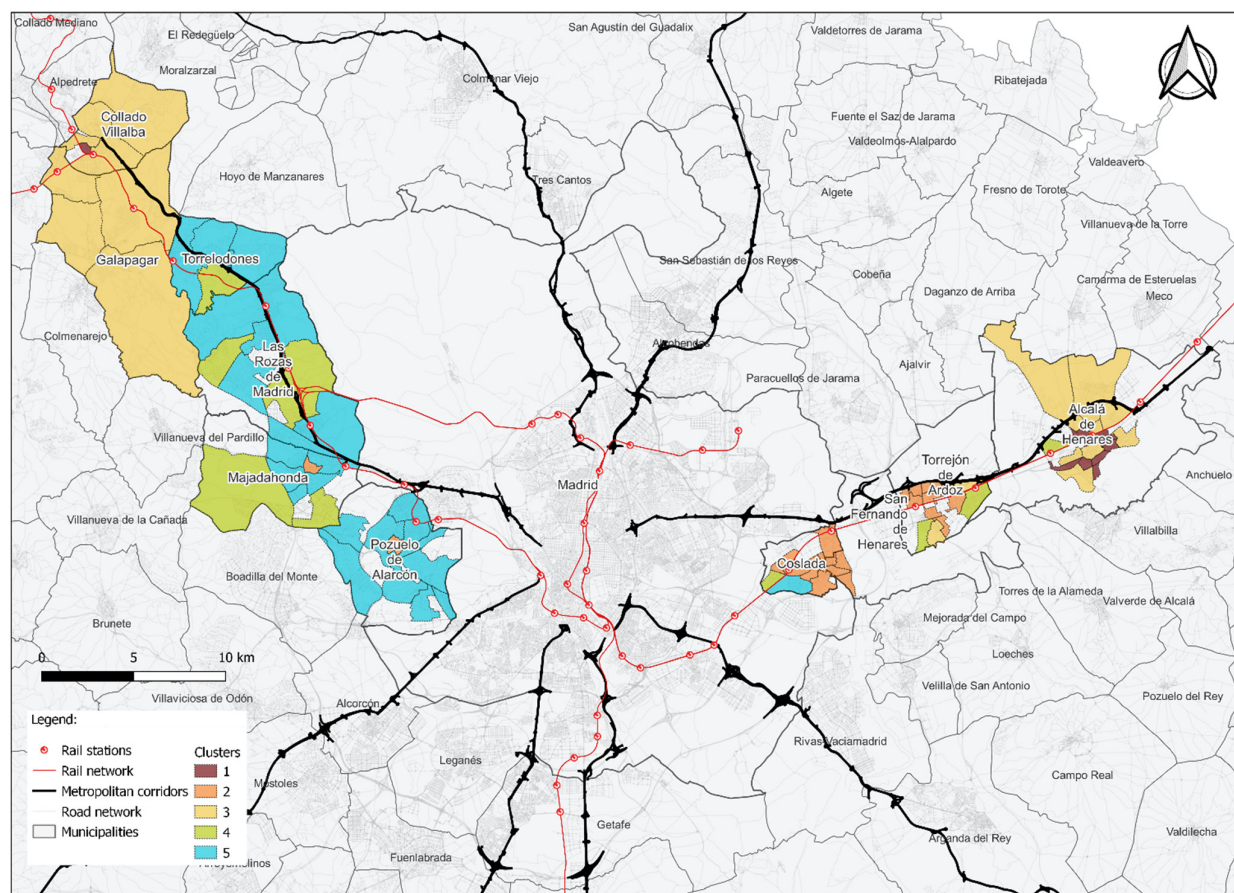 Collado Mediano
El Redegüelo
San Agustín del Guadalix
Valdetorres de Jarama
Alpedrete
Moralzarzal
Colmenar Viejo
Ribatejada
Collado
Villalba
Fuente el Saz de Jarama
Valdeolmos-Alalpardo
Valdeavero
Hoyo de Manzanares
Tres Cantos
Algete
Fresno de Torote
Villanueva de la Torre
Galapagar
Torrelodones
San Sebastián de los Reyes
Cobeña
Camarma de Esteruelas
Daganzo de Arriba
Meco
Colmenarejo
Las
Rozas
de
Madrid
Alcobendas
Ajalvir
Paracuellos de Jarama
Alcalá
de
Henares
Villanueva del Pardillo
Majadahonda
Madrid
Torrejón
de
Ardoz
Anchuelo
San
Fernando
de
Henares
Villanueva de la Cañada
Villalbilla
Pozuelo
de
Alarcón
Coslada
Boadilla del Monte
Torres de la Alameda
Valverde de Alcalá
Brunete
Mejorada del Campo
Loeches
0 5 10 km
Velilla de San Antonio
Pozuelo del Rey
Villaviciosa de Odón
Alcorcón
Legend:
Rail stations
Rail network
Metropolitan corridors
Road network
Municipalities
Clusters
1
2
3
4
5
Rivas-Vaciamadrid
Leganés
Móstoles
Campo Real
Getafe
Arganda del Rey
Valdilecha
Fuenlabrada